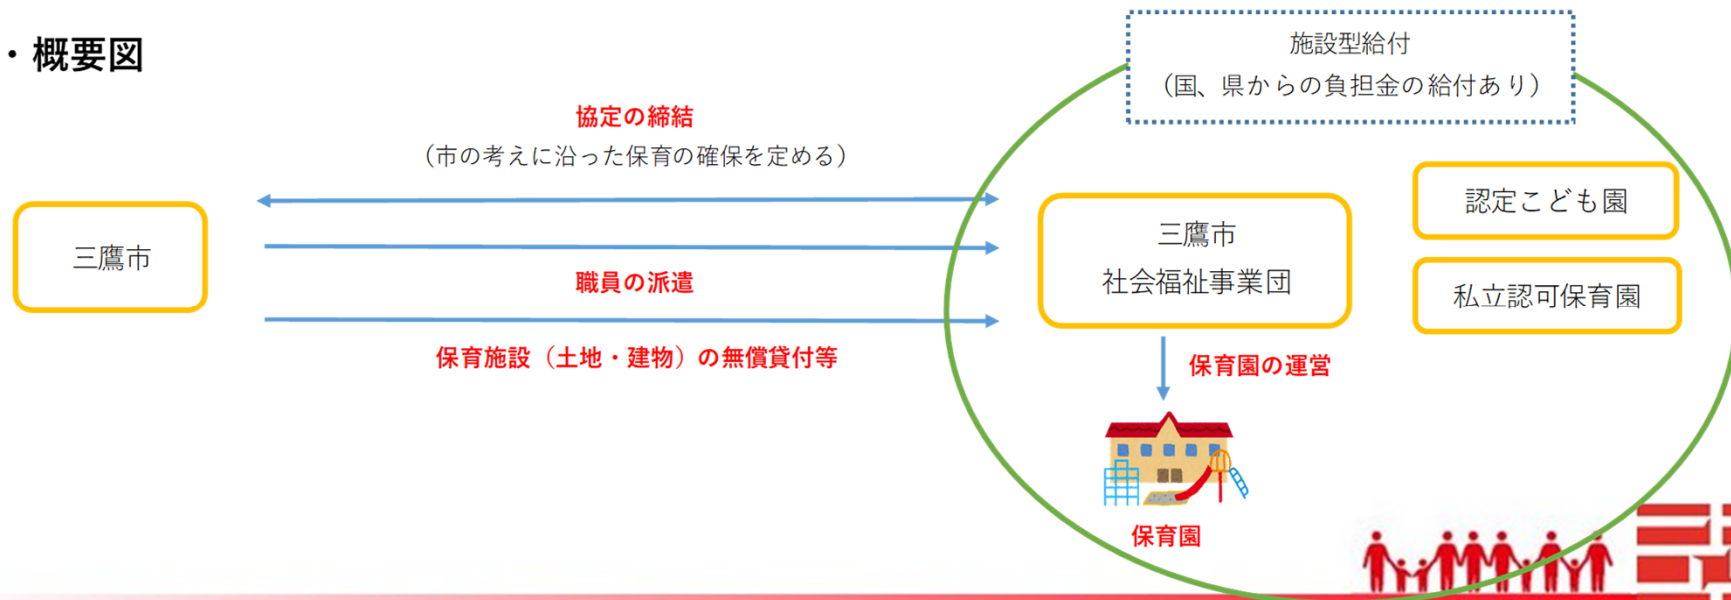 ・概要図
施設型給付
（国、県からの負担金の給付あり）
協定の締結
（市の考えに沿った保育の確保を定める）
三鷹市
職員の派遣
保育施設（土地・建物）の無償貸付等
三鷹市
社会福祉事業団
認定こども園
私立認可保育園
保育園の運営
保育園